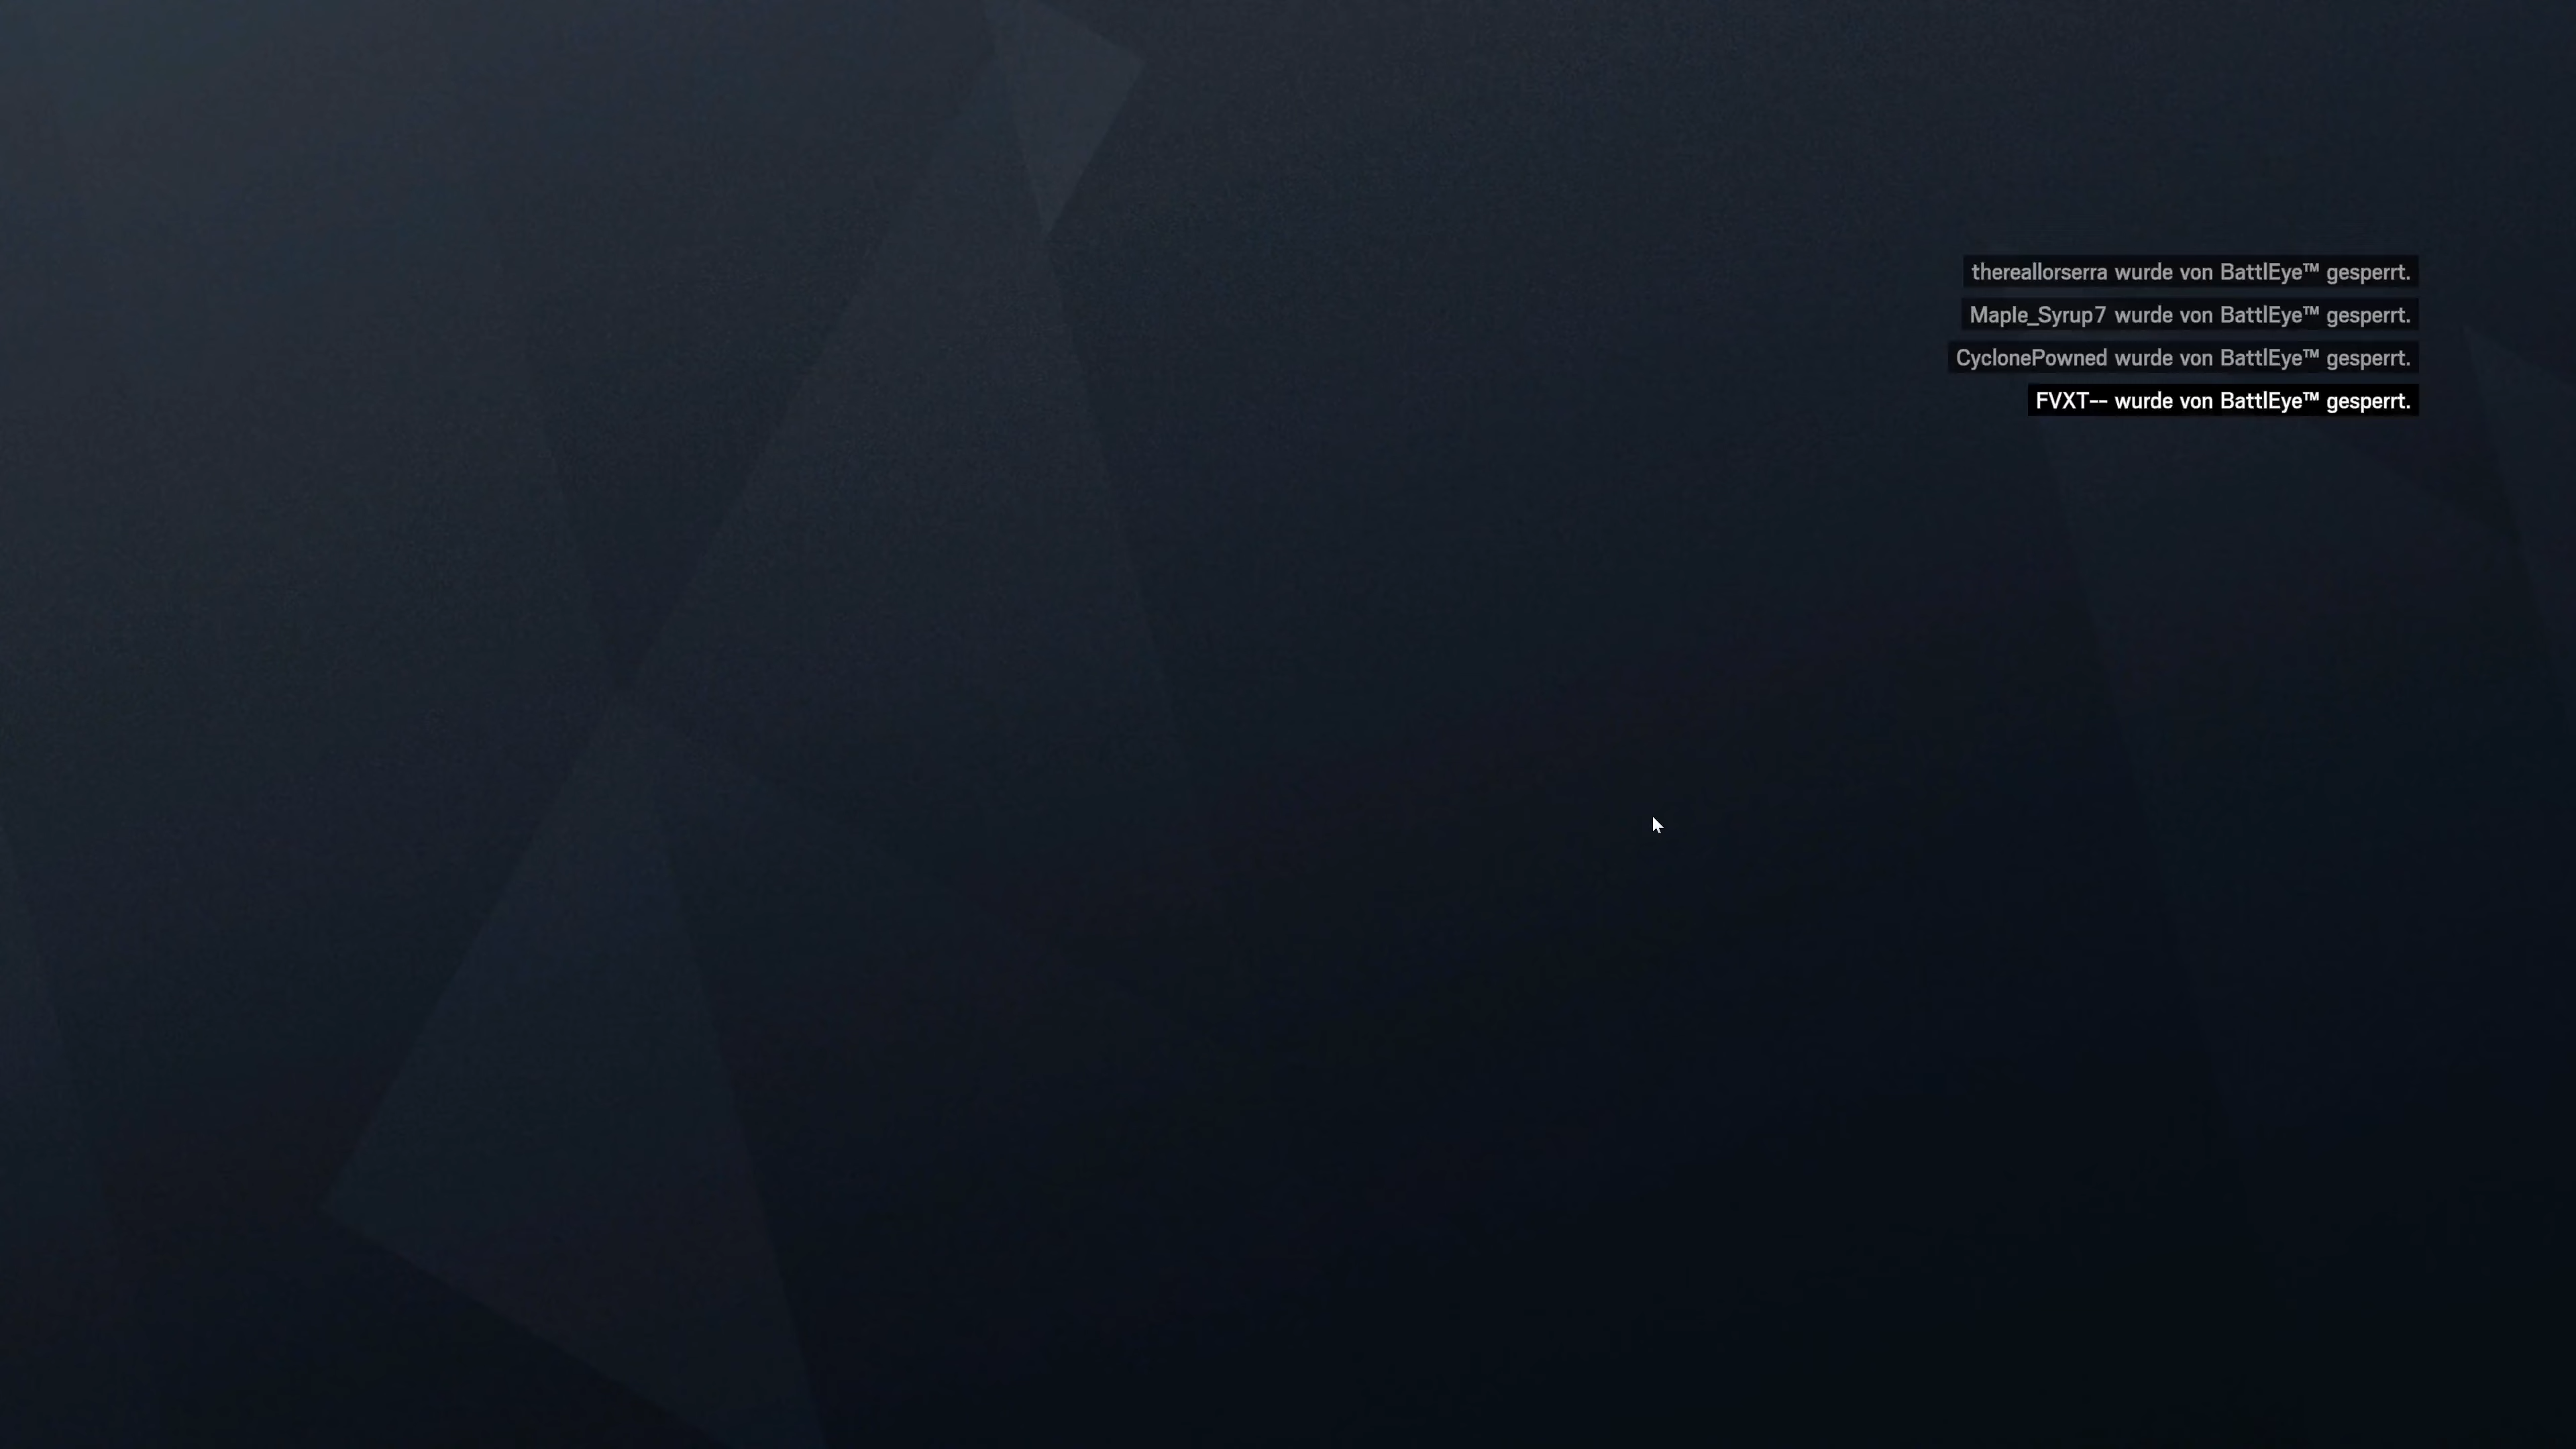 thereallorserra wurde von BattlEye™ gesperrt.
Maple_Syrup7 wurde von BattlEye™ gesperrt.
CyclonePowned wurde von BattlEye™ gesperrt.
FVXT-- wurde von BattlEye™ gesperrt.